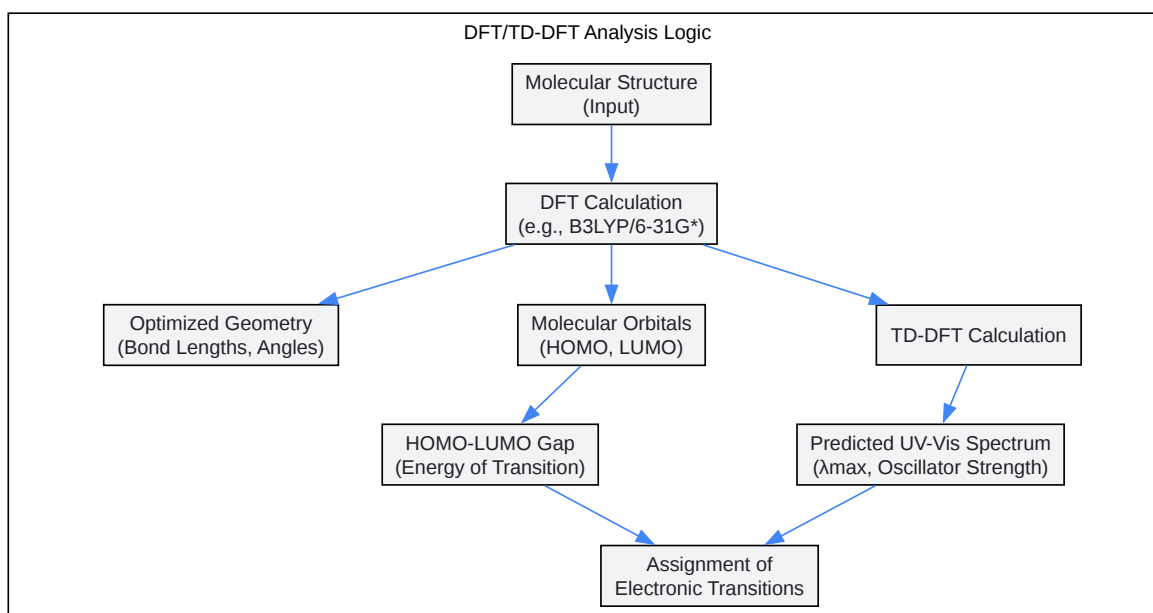 DFT/TD-DFT Analysis Logic
Molecular Structure
(Input)
DFT Calculation
(e.g., B3LYP/6-31G*)
Optimized Geometry
(Bond Lengths, Angles)
Molecular Orbitals
(HOMO, LUMO)
TD-DFT Calculation
HOMO-LUMO Gap
(Energy of Transition)
Predicted UV-Vis Spectrum
(λmax, Oscillator Strength)
Assignment of
Electronic Transitions